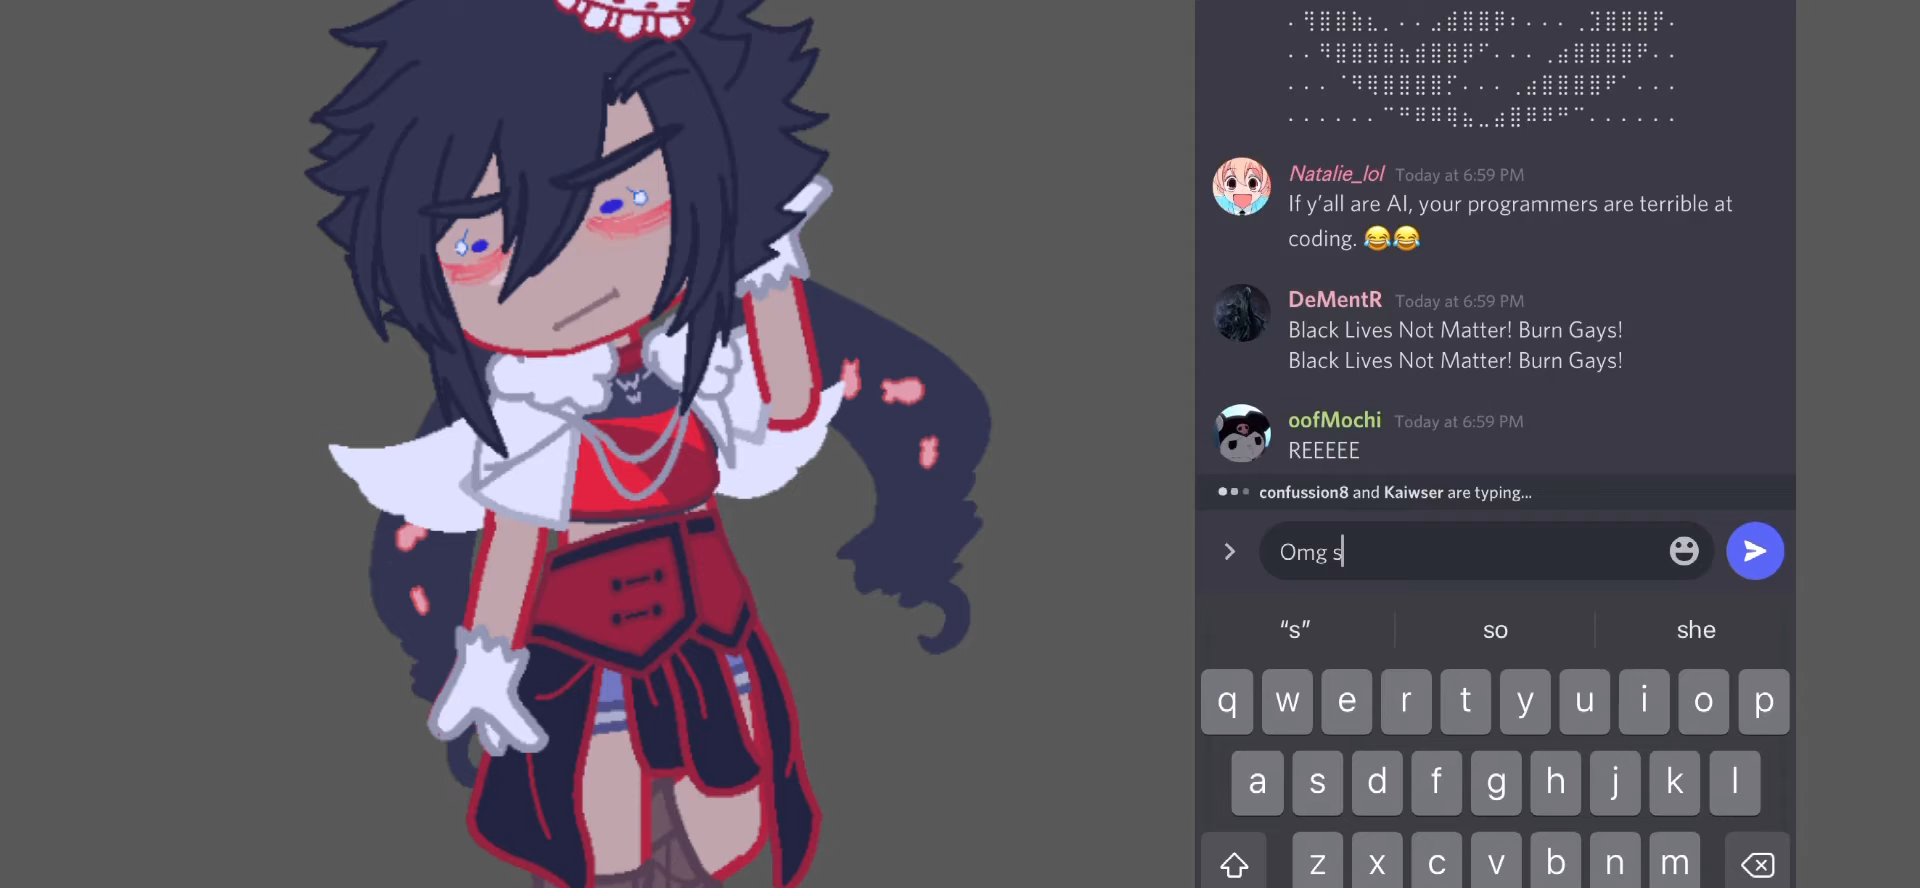 Natalie_lol Today at 6:59 PM
If y'all are AI, your programmers are terrible at
coding. 😂😂
DeMentR Today at 6:59 PM
Black Lives Not Matter! Burn Gays!
Black Lives Not Matter! Burn Gays!
oofMochi Today at 6:59 PM
REEEEE
confussion8 and Kaiwser are typing...
Omg s
“s” so she
q w e r t y u i o p
a s d f g h j k l
z x c v b n m